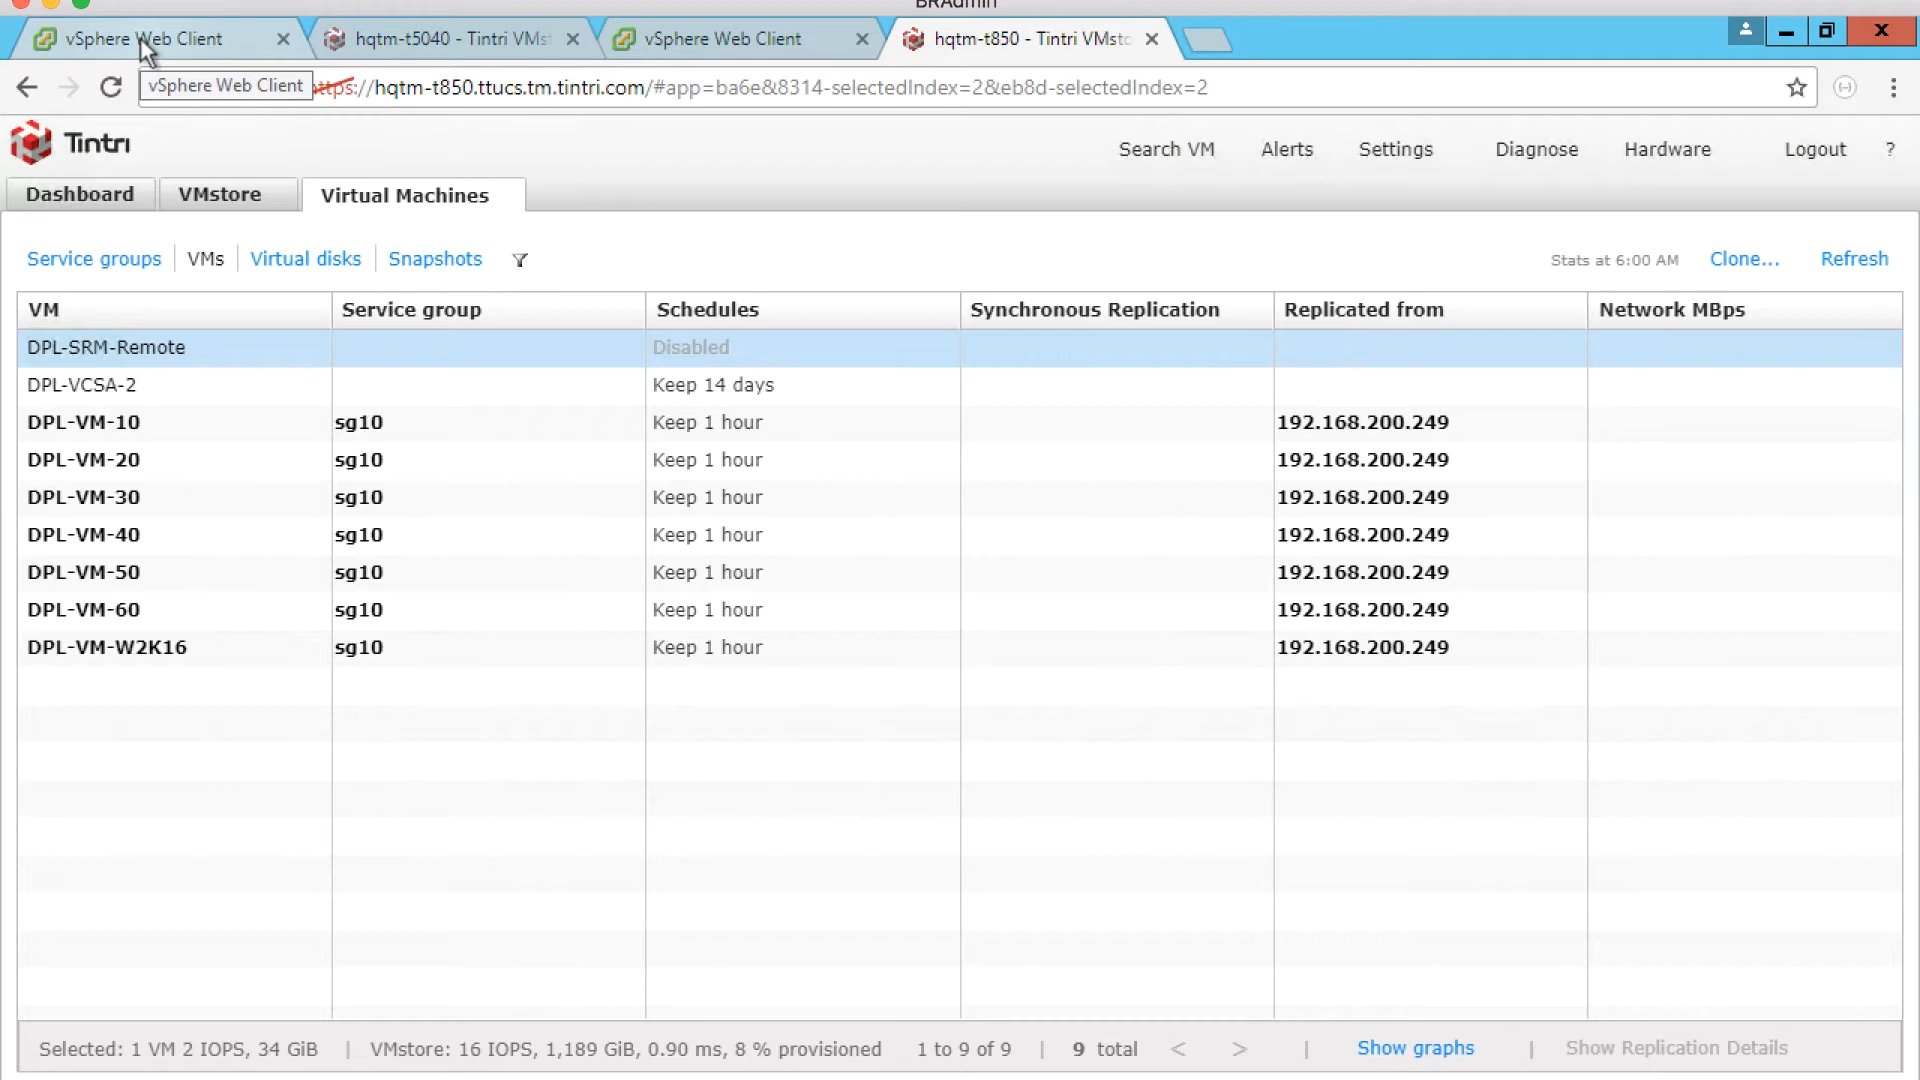 BRAdmin
vSphere Web Client
hqtm-t5040 - Tintri VMst
vSphere Web Client
hqtm-t850 - Tintri VMsto
vSphere Web Client
https://hqtm-t850.ttucs.tm.tintri.com/#app=ba6e&8314-selectedIndex=2&eb8d-selectedIndex=2
Tintri
Search VM Alerts Settings Diagnose Hardware Logout ?
Dashboard VMstore Virtual Machines
Service groups VMs Virtual disks Snapshots Stats at 6:00 AM Clone... Refresh
VM Service group Schedules Synchronous Replication Replicated from Network MBps
DPL-SRM-Remote Disabled
DPL-VCSA-2 Keep 14 days
DPL-VM-10 sg10 Keep 1 hour 192.168.200.249
DPL-VM-20 sg10 Keep 1 hour 192.168.200.249
DPL-VM-30 sg10 Keep 1 hour 192.168.200.249
DPL-VM-40 sg10 Keep 1 hour 192.168.200.249
DPL-VM-50 sg10 Keep 1 hour 192.168.200.249
DPL-VM-60 sg10 Keep 1 hour 192.168.200.249
DPL-VM-W2K16 sg10 Keep 1 hour 192.168.200.249
Selected: 1 VM 2 IOPS, 34 GiB | VMstore: 16 IOPS, 1,189 GiB, 0.90 ms, 8 % provisioned 1 to 9 of 9 | 9 total < > | Show graphs | Show Replication Details